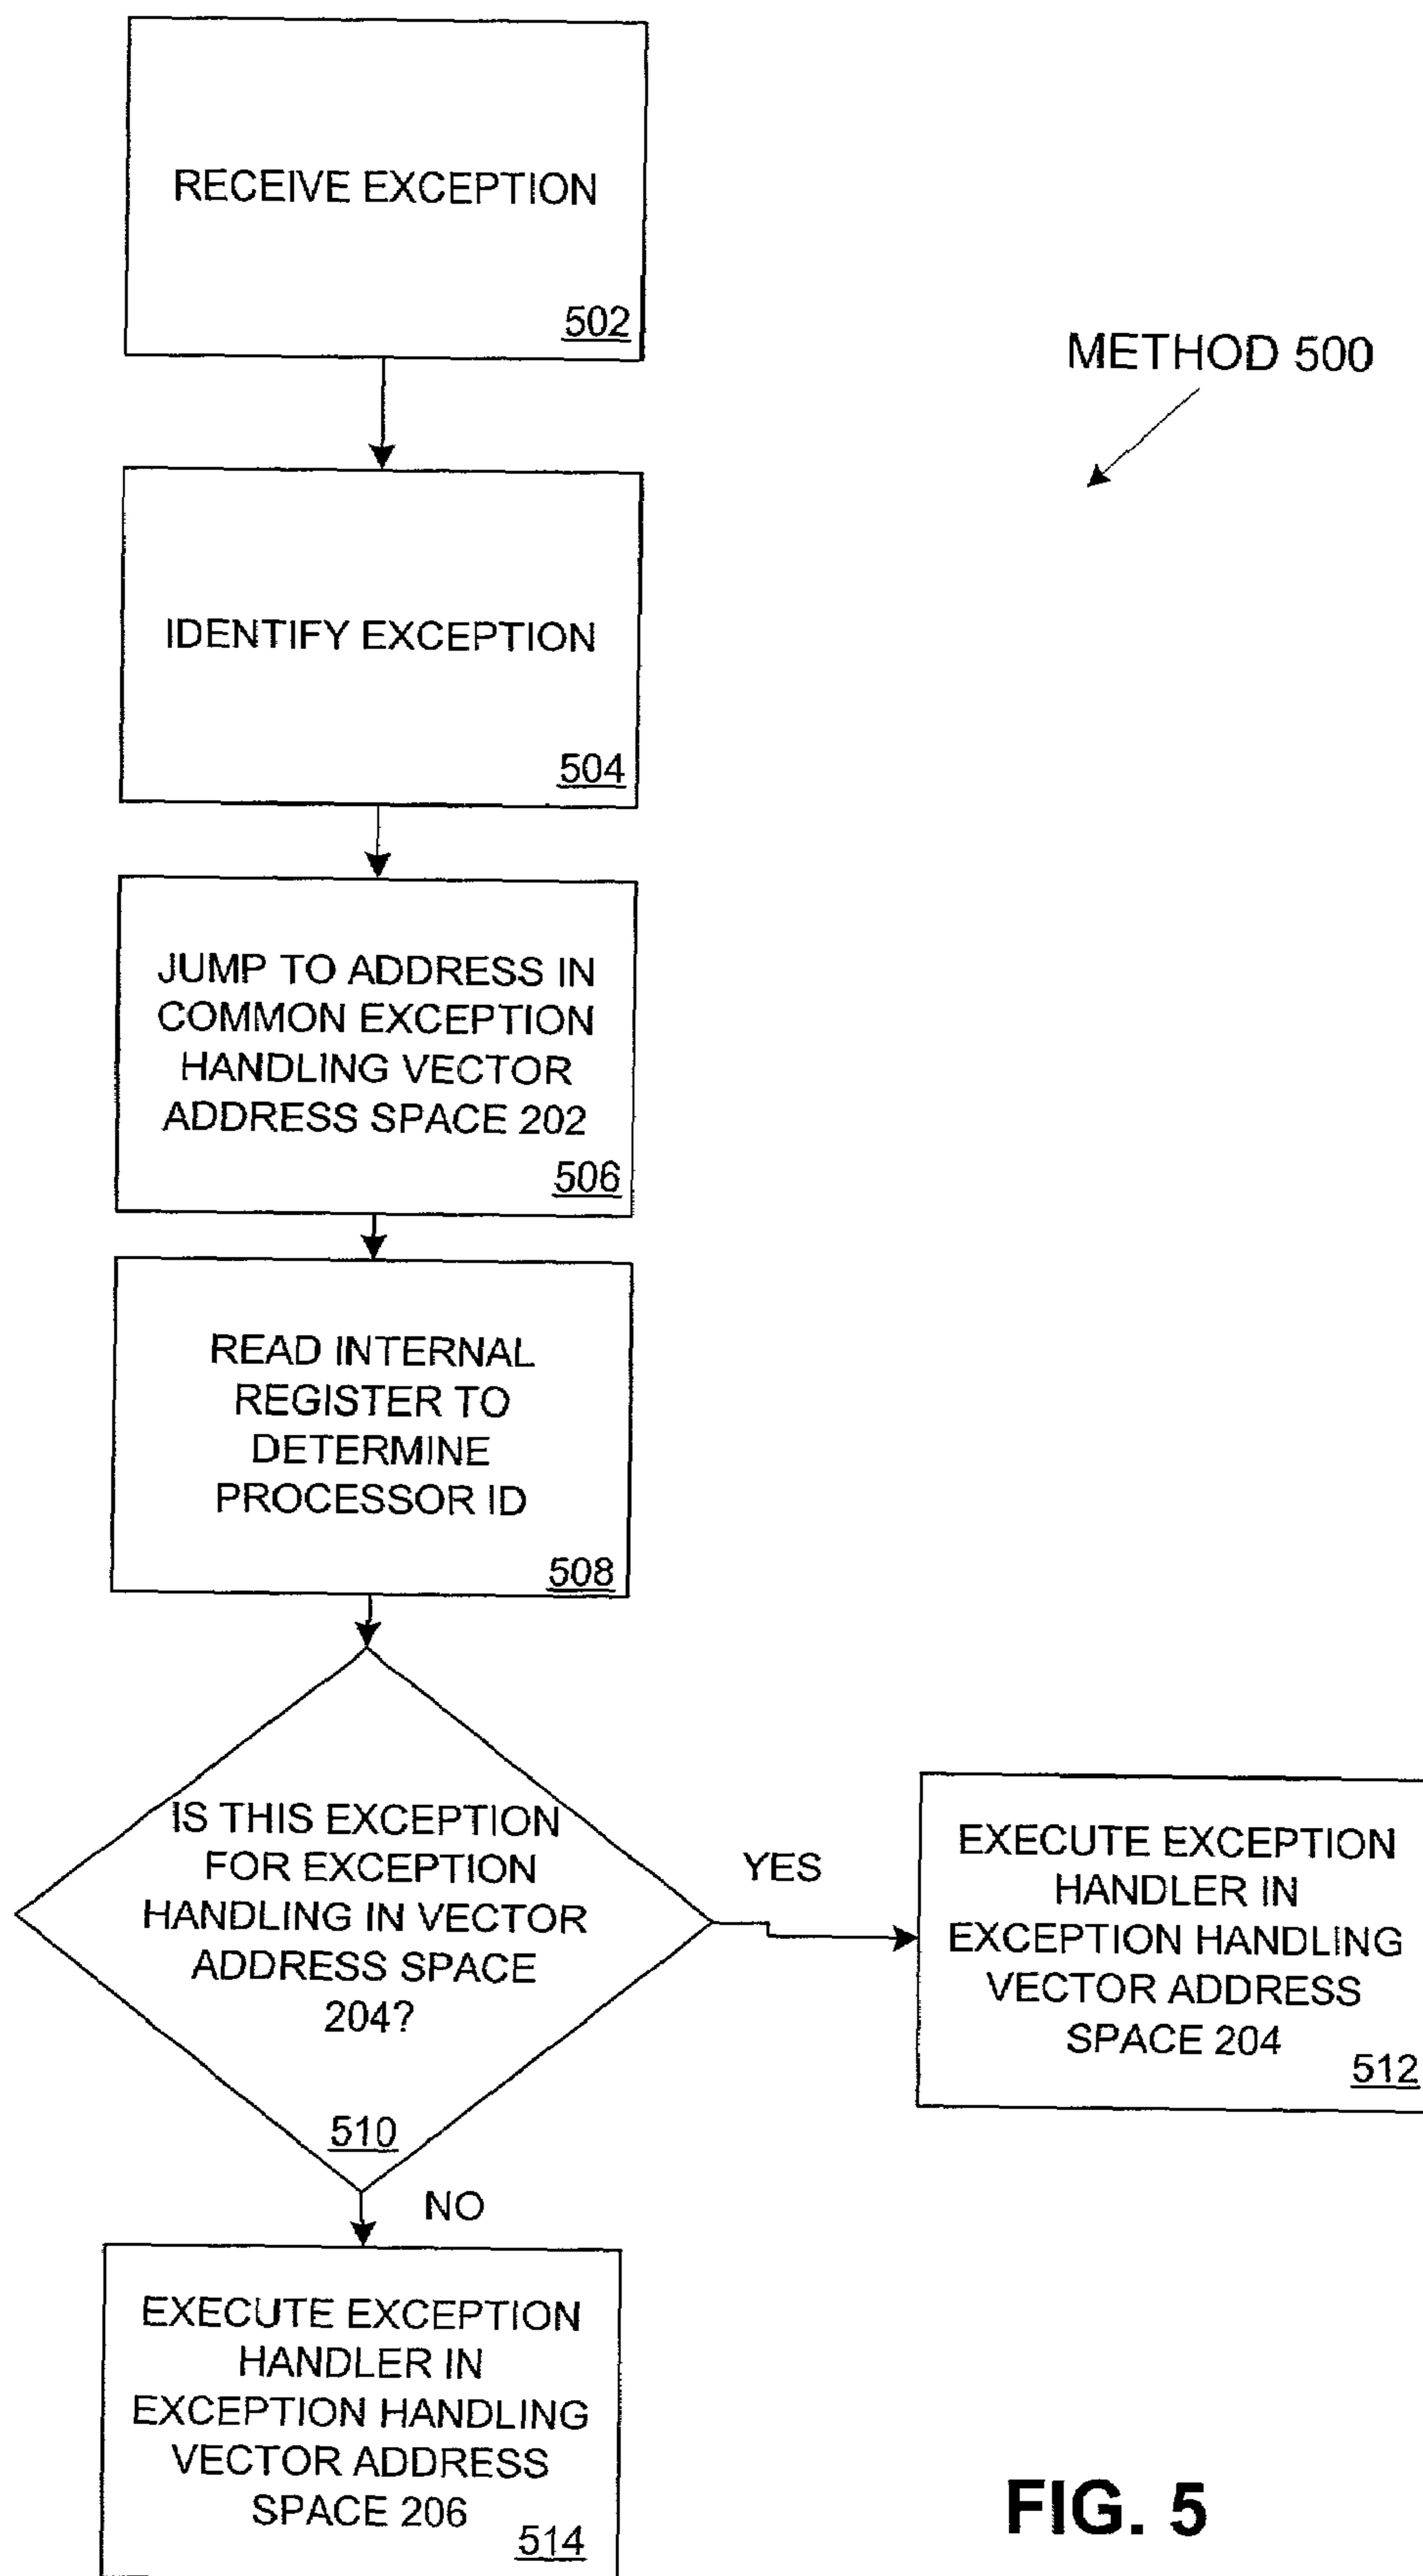 RECEIVE EXCEPTION
502
METHOD 500
IDENTIFY EXCEPTION
504
JUMP TO ADDRESS IN
COMMON EXCEPTION
HANDLING VECTOR
ADDRESS SPACE 202
506
READ INTERNAL
REGISTER TO
DETERMINE
PROCESSOR ID
508
IS THIS EXCEPTION
FOR EXCEPTION
HANDLING IN VECTOR
ADDRESS SPACE
204?
510
YES
EXECUTE EXCEPTION
HANDLER IN
EXCEPTION HANDLING
VECTOR ADDRESS
SPACE 204
512
NO
EXECUTE EXCEPTION
HANDLER IN
EXCEPTION HANDLING
VECTOR ADDRESS
SPACE 206
514
FIG. 5